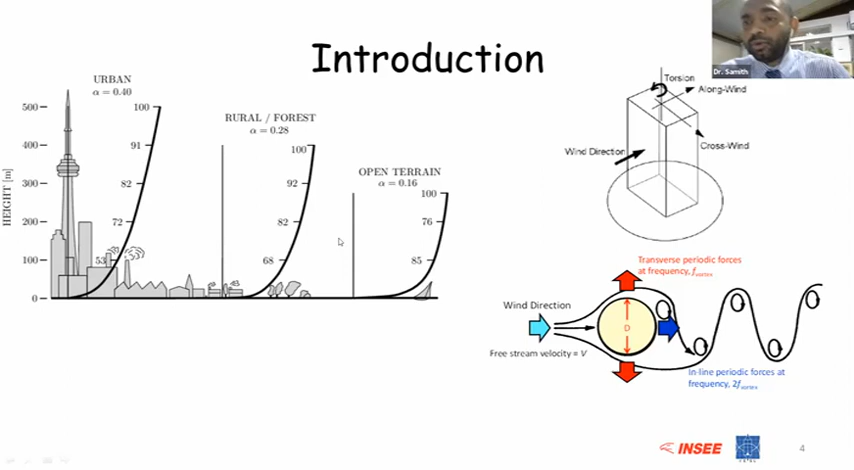 Introduction
Dr. Samith
URBAN
α = 0.40
RURAL / FOREST
α = 0.28
OPEN TERRAIN
α = 0.16
HEIGHT [m]
500
400
300
200
100
0
100
91
82
72
53
100
92
82
68
100
76
85
Torsion
Along-Wind
Wind Direction
Cross-Wind
Transverse periodic forces
at frequency, fvortex
Wind Direction
D
Free stream velocity = V
In-line periodic forces at
frequency, 2fvortex
INSEE
4